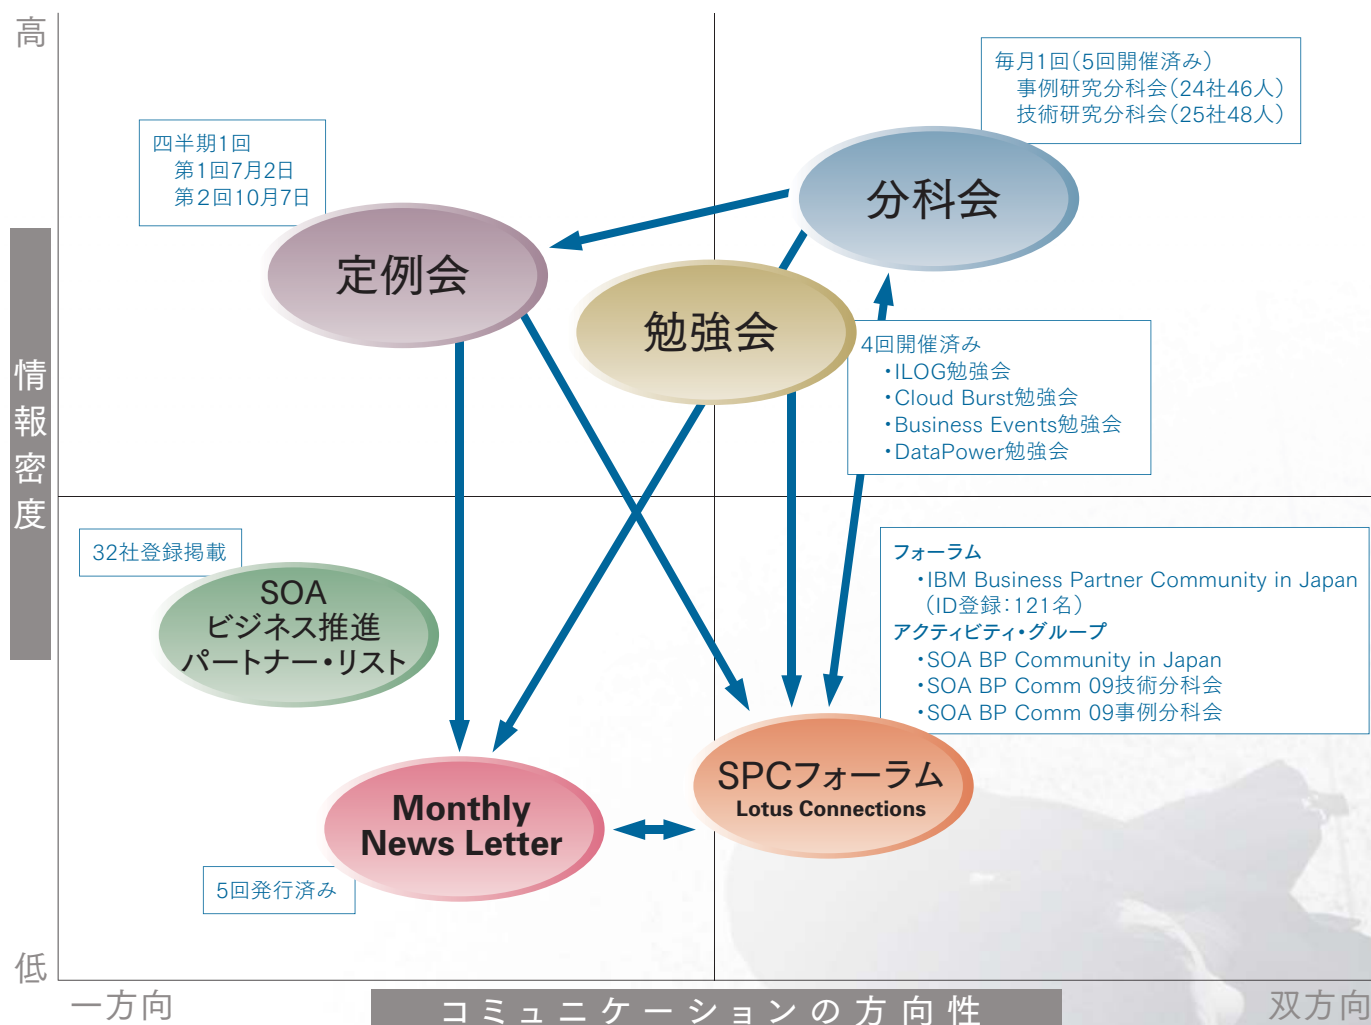 高
毎月1回（5回開催済み）
事例研究分科会（24社46人）
技術研究分科会（25社48人）
四半期1回
第1回7月2日
第2回10月7日
分科会
定例会
勉強会
4回開催済み
・ILOG勉強会
・Cloud Burst勉強会
・Business Events勉強会
・DataPower勉強会
情報密度
32社登録掲載
SOA
ビジネス推進
パートナー・リスト
フォーラム
・IBM Business Partner Community in Japan
（ID登録：121名）
アクティビティ・グループ
・SOA BP Community in Japan
・SOA BP Comm 09技術分科会
・SOA BP Comm 09事例分科会
SPCフォーラム
Lotus Connections
Monthly
News Letter
5回発行済み
低
一方向
コミュニケーションの方向性
双方向